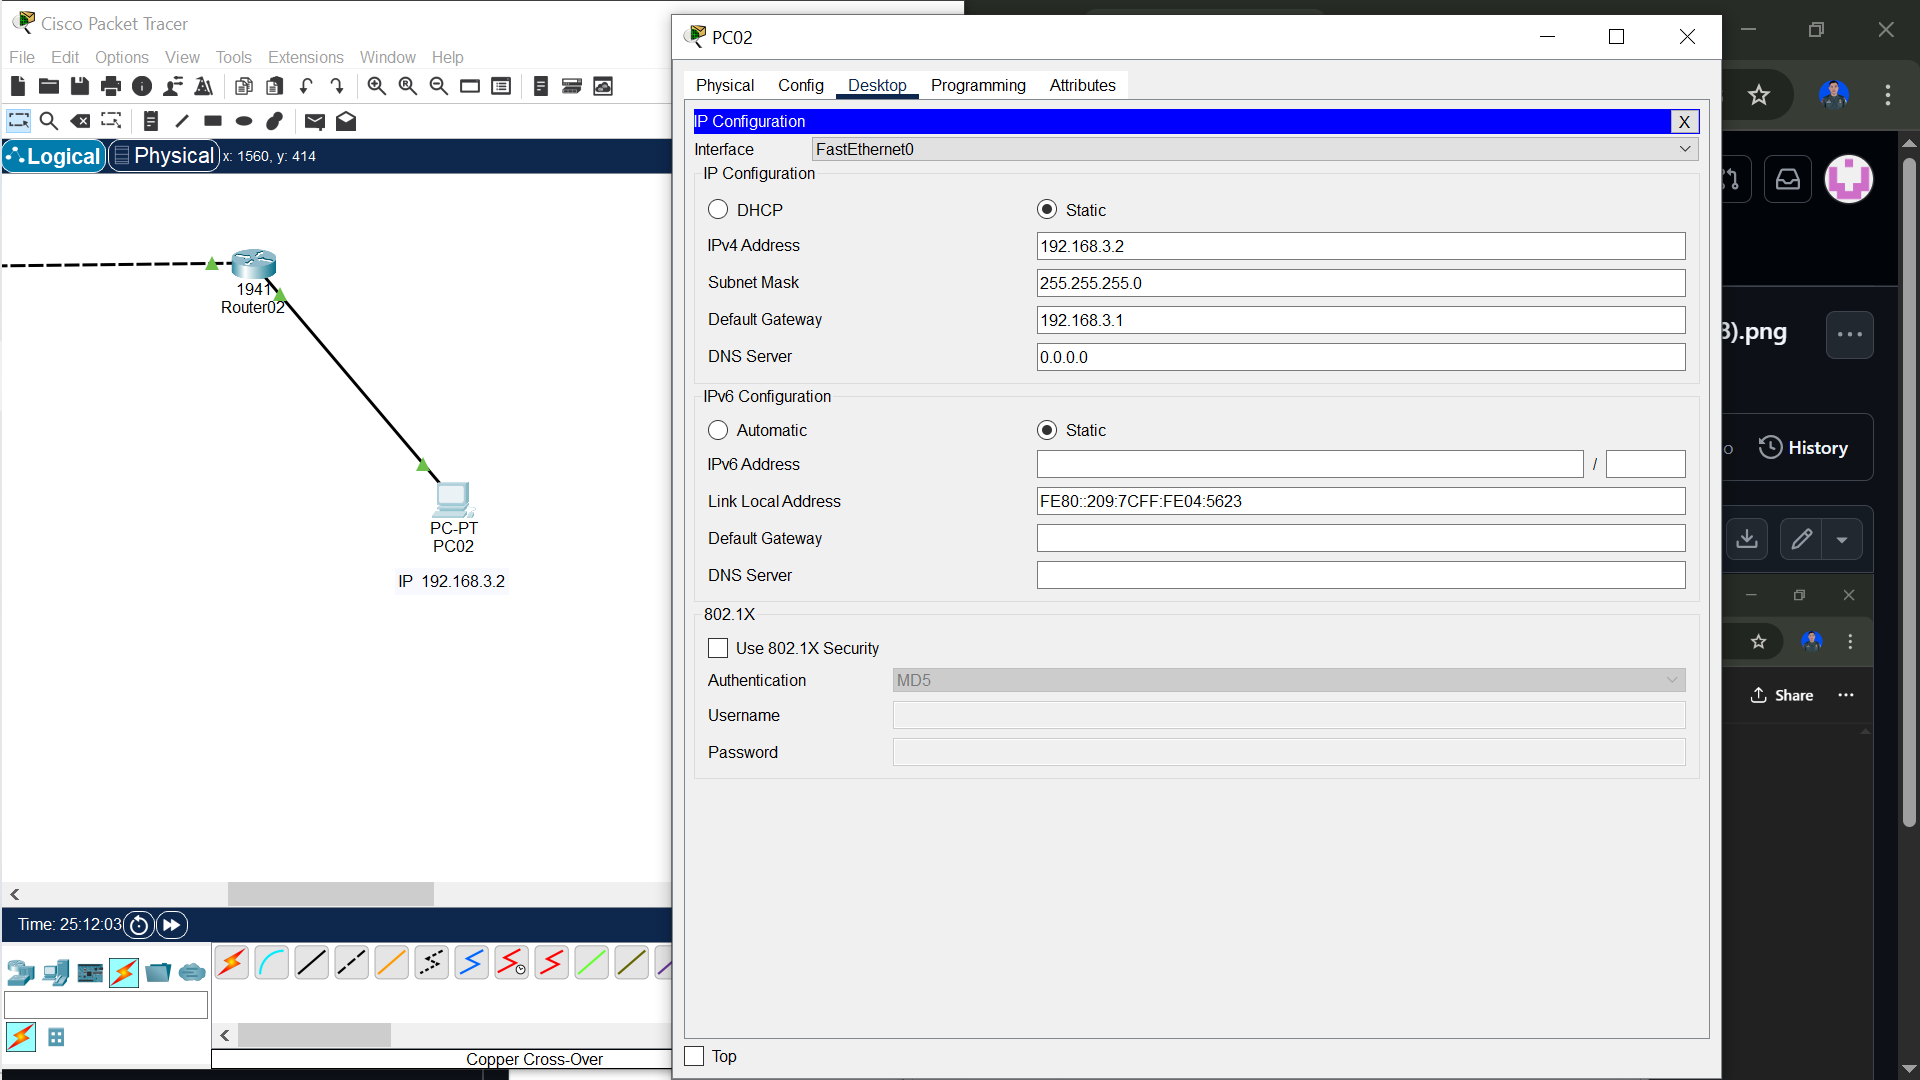 Cisco Packet Tracer
File Edit Options View Tools Extensions Window Help
Logical
Physical
x: 1560, y: 414
1941
Router02
PC-PT
PC02
IP 192.168.3.2
Time: 25:12:03
Copper Cross-Over
PC02
Physical Config Desktop Programming Attributes
IP Configuration
X
Interface
FastEthernet0
IP Configuration
DHCP
Static
IPv4 Address
192.168.3.2
Subnet Mask
255.255.255.0
Default Gateway
192.168.3.1
DNS Server
0.0.0.0
IPv6 Configuration
Automatic
Static
IPv6 Address
/
Link Local Address
FE80::209:7CFF:FE04:5623
Default Gateway
DNS Server
802.1X
Use 802.1X Security
Authentication
MD5
Username
Password
Top
3).png
o
History
Share